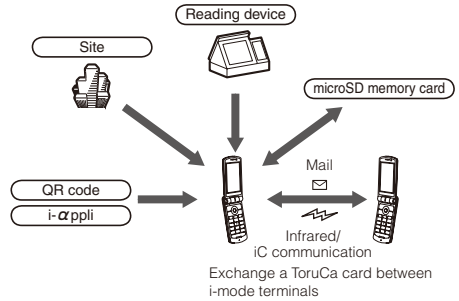 Reading device
Site
microSD memory card
Mail
QR code
i-αppli
Infrared/
iC communication
Exchange a ToruCa card between
i-mode terminals